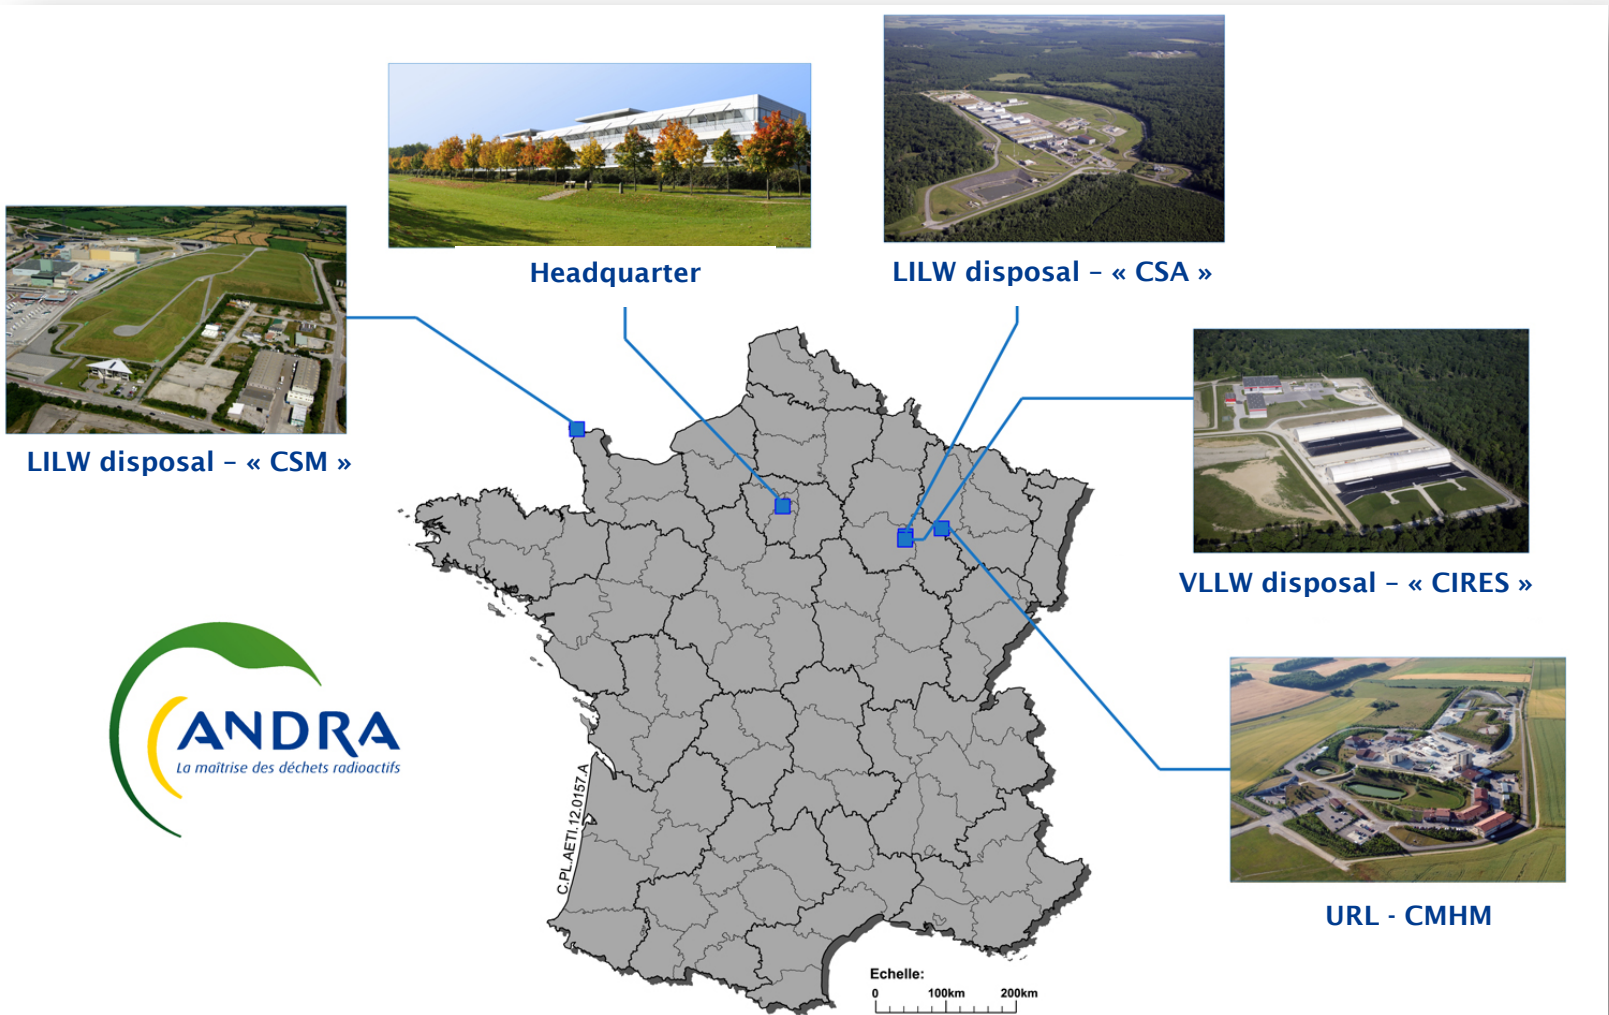 Headquarter
LILW disposal – « CSA »
LILW disposal – « CSM »
VLLW disposal – « CIRES »
ANDRA
La maîtrise des déchets radioactifs
C.PL.AETI.12.0157.A
URL - CMHM
Echelle:
0 100km 200km